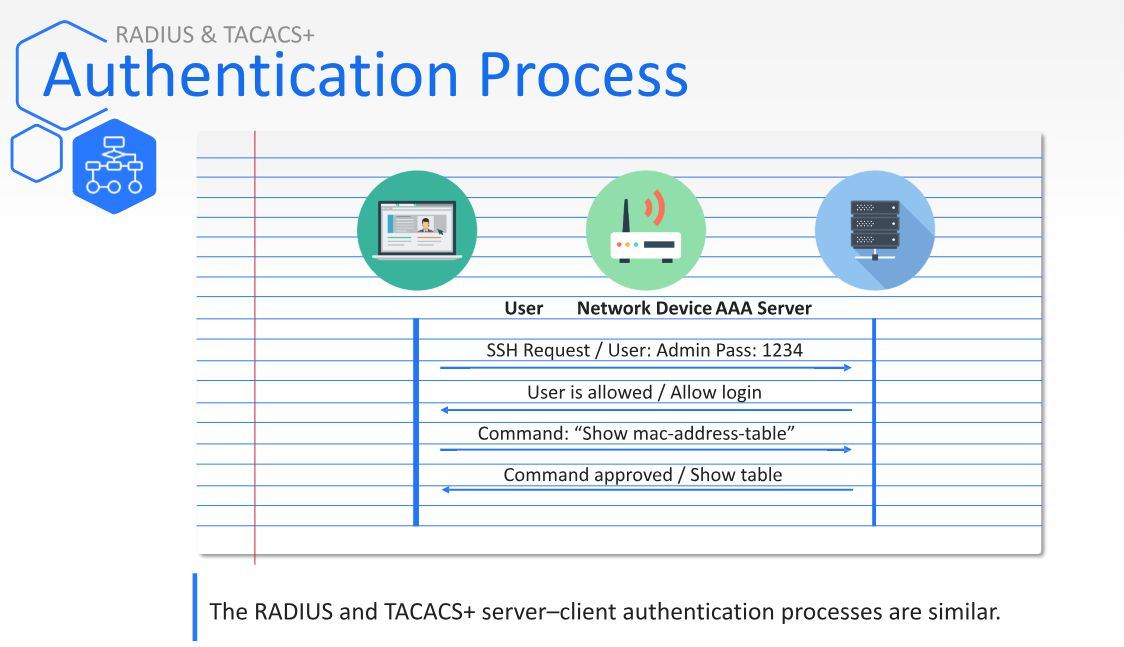 RADIUS & TACACS+
Authentication Process
User Network Device AAA Server
SSH Request / User: Admin Pass: 1234
User is allowed / Allow login
Command: “Show mac-address-table”
Command approved / Show table
The RADIUS and TACACS+ server–client authentication processes are similar.